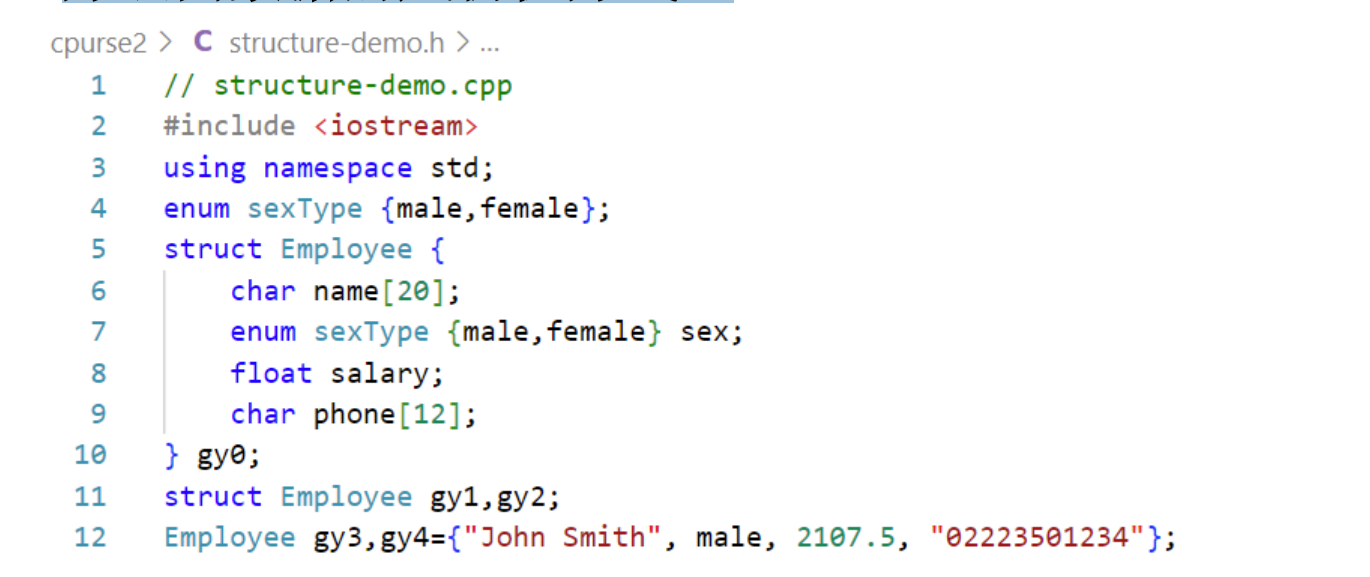 cpurse2 > C structure-demo.h > ...
1 // structure-demo.cpp
2 #include <iostream>
3 using namespace std;
4 enum sexType {male,female};
5 struct Employee {
6 char name[20];
7 enum sexType {male,female} sex;
8 float salary;
9 char phone[12];
10 } gy0;
11 struct Employee gy1,gy2;
12 Employee gy3,gy4={"John Smith", male, 2107.5, "02223501234"};